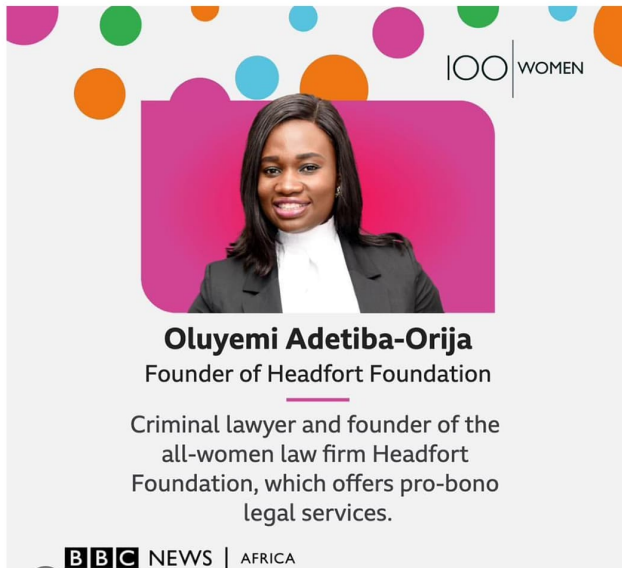 100 WOMEN
Oluyemi Adetiba-Orija
Founder of Headfort Foundation
Criminal lawyer and founder of the
all-women law firm Headfort
Foundation, which offers pro-bono
legal services.
BBC NEWS | AFRICA